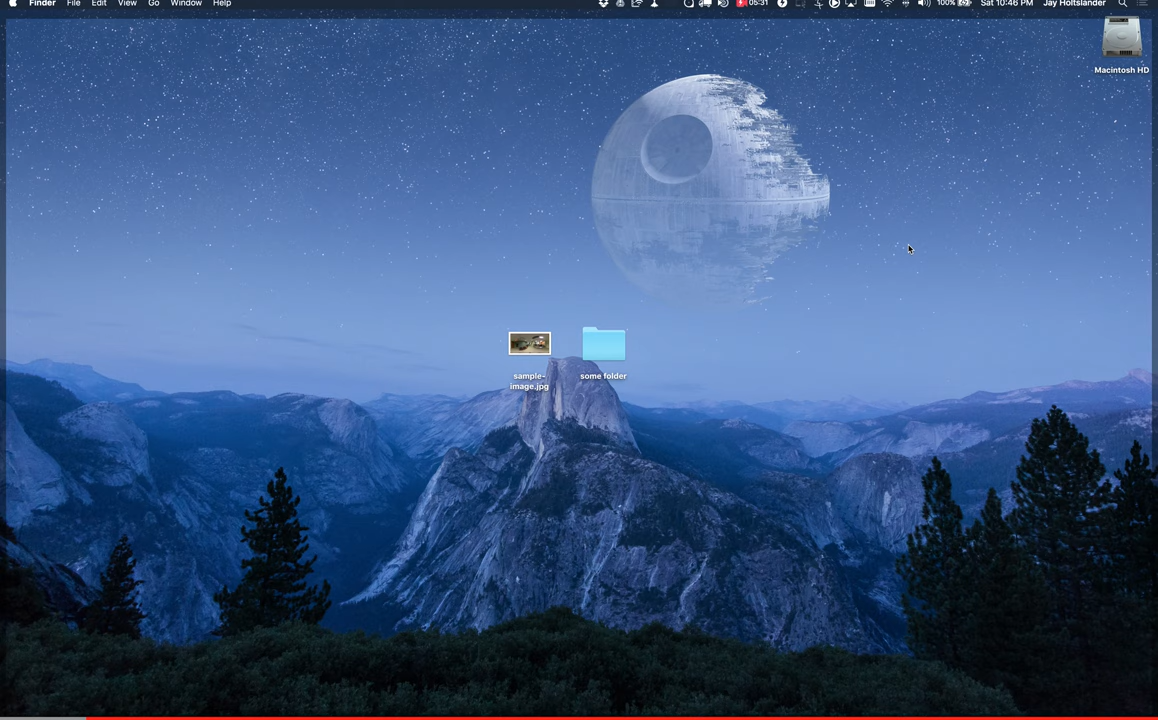 Finder File Edit View Go Window Help 05:31 100% Sat 10:46 PM Jay Holtslander
Macintosh HD
sample-
image.jpg
some folder